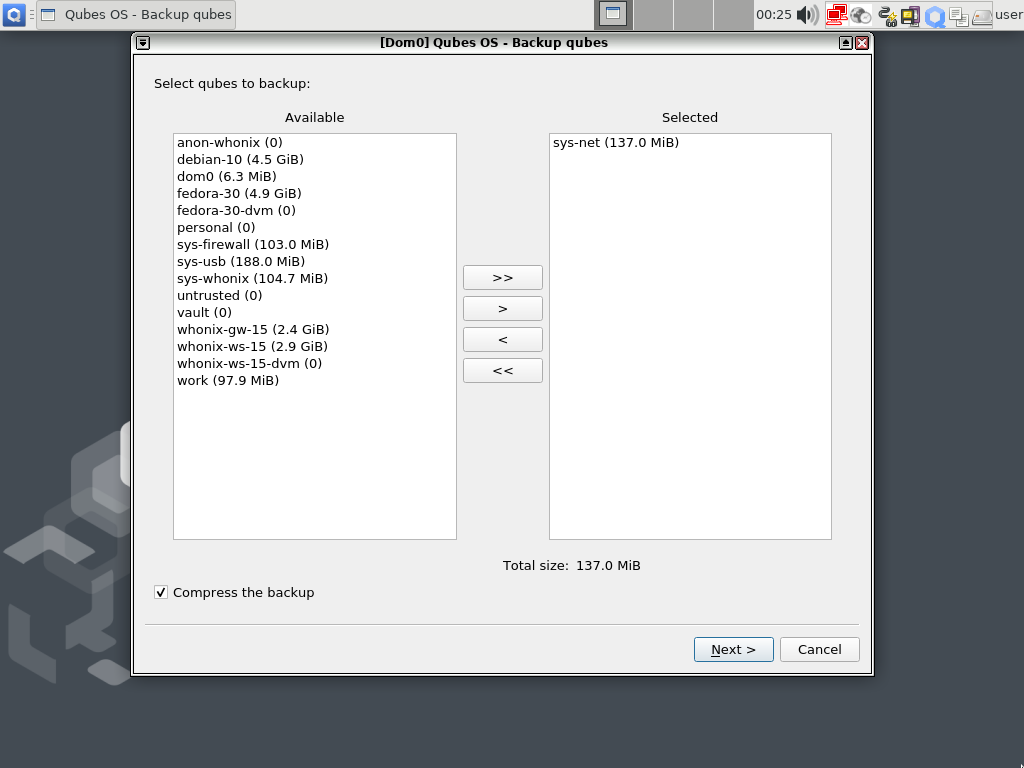 Qubes OS - Backup qubes
00:25
user
[Dom0] Qubes OS - Backup qubes
Select qubes to backup:
Available
Selected
anon-whonix (0)
debian-10 (4.5 GiB)
dom0 (6.3 MiB)
fedora-30 (4.9 GiB)
fedora-30-dvm (0)
personal (0)
sys-firewall (103.0 MiB)
sys-usb (188.0 MiB)
sys-whonix (104.7 MiB)
untrusted (0)
vault (0)
whonix-gw-15 (2.4 GiB)
whonix-ws-15 (2.9 GiB)
whonix-ws-15-dvm (0)
work (97.9 MiB)
>>
>
<
<<
sys-net (137.0 MiB)
Total size: 137.0 MiB
Compress the backup
Next >
Cancel